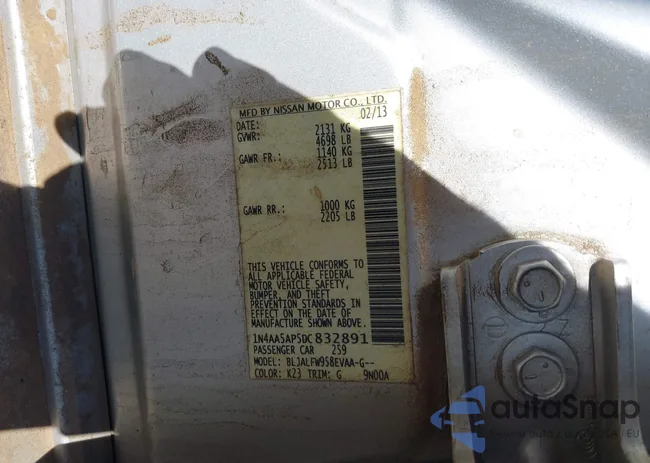 MFD BY NISSAN MOTOR CO., LTD.
DATE: 02/13
GVWR: 2131 KG
4698 LB
GAWR FR.: 1140 KG
2513 LB
GAWR RR.: 1000 KG
2205 LB
THIS VEHICLE CONFORMS TO
ALL APPLICABLE FEDERAL
MOTOR VEHICLE SAFETY,
BUMPER, AND THEFT
PREVENTION STANDARDS IN
EFFECT ON THE DATE OF
MANUFACTURE SHOWN ABOVE.
1N4AA5AP5DC832891
PASSENGER CAR 259
MODEL: BLJALFW958EVAA-G--
COLOR: K23 TRIM: G 9N00A
autoSnap
EU